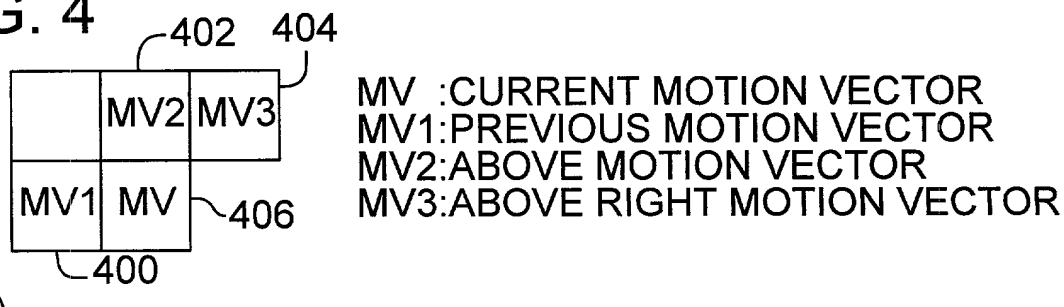 G. 4
402 404
MV2 MV3
MV1 MV
406
400
MV :CURRENT MOTION VECTOR
MV1:PREVIOUS MOTION VECTOR
MV2:ABOVE MOTION VECTOR
MV3:ABOVE RIGHT MOTION VECTOR